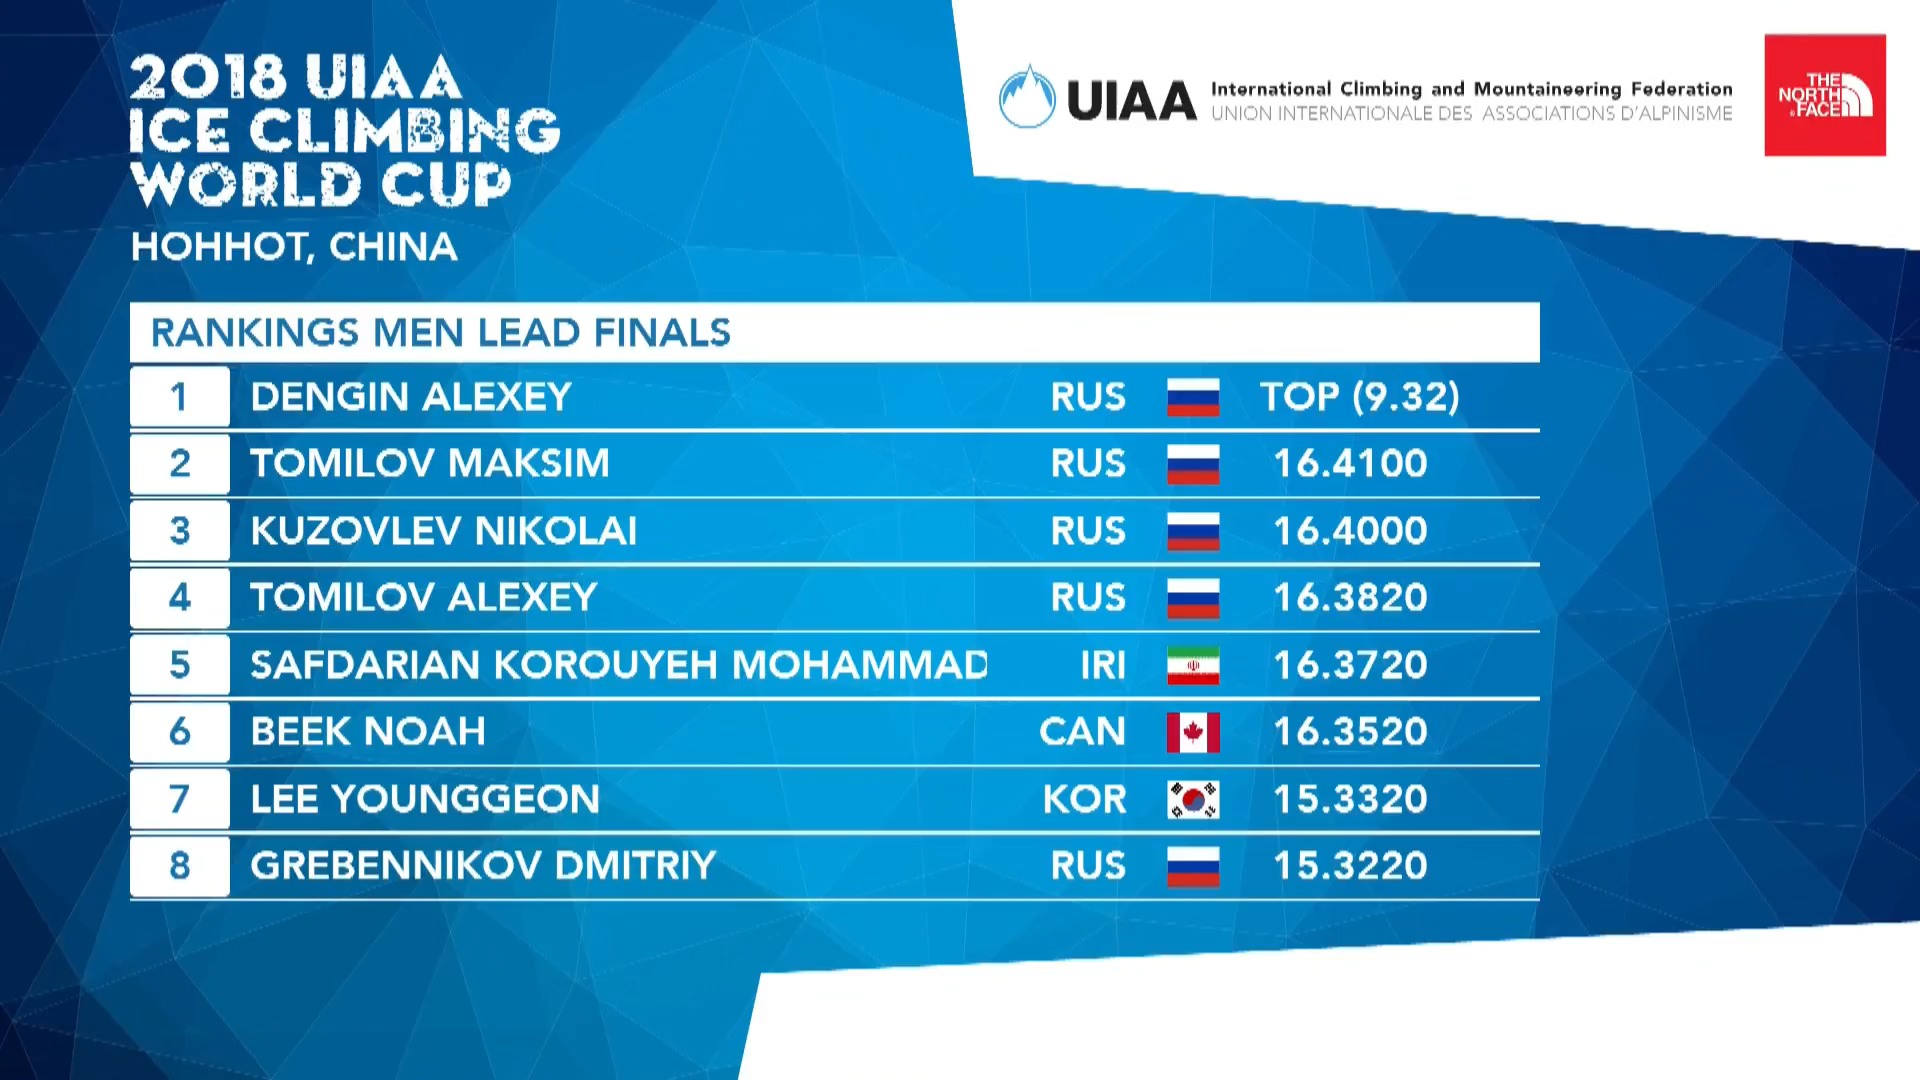 2018 UIAA
ICE CLIMBING
WORLD CUP
HOHHOT, CHINA
UIAA International Climbing and Mountaineering Federation
UNION INTERNATIONALE DES ASSOCIATIONS D'ALPINISME
THE
NORTH
FACE
RANKINGS MEN LEAD FINALS
1 DENGIN ALEXEY RUS TOP (9.32)
2 TOMILOV MAKSIM RUS 16.4100
3 KUZOVLEV NIKOLAI RUS 16.4000
4 TOMILOV ALEXEY RUS 16.3820
5 SAFDARIAN KOROUYEH MOHAMMAD IRI 16.3720
6 BEEK NOAH CAN 16.3520
7 LEE YOUNGGEON KOR 15.3320
8 GREBENNIKOV DMITRIY RUS 15.3220